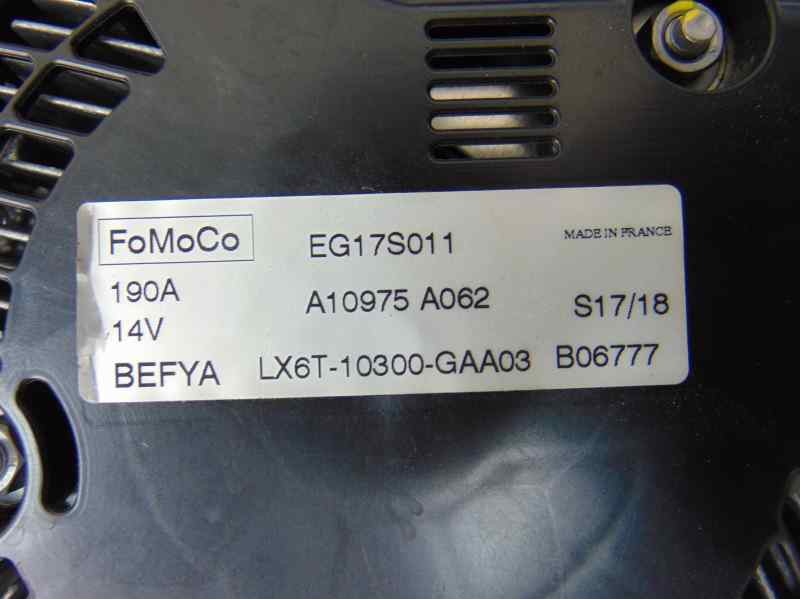 FoMoCo EG17S011 MADE IN FRANCE
190A A10975 A062 S17/18
14V
BEFYA LX6T-10300-GAA03 B06777